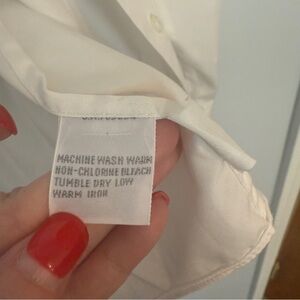 MACHINE WASH WARM
NON-CHLORINE BLEACH
TUMBLE DRY LOW
WARM IRON